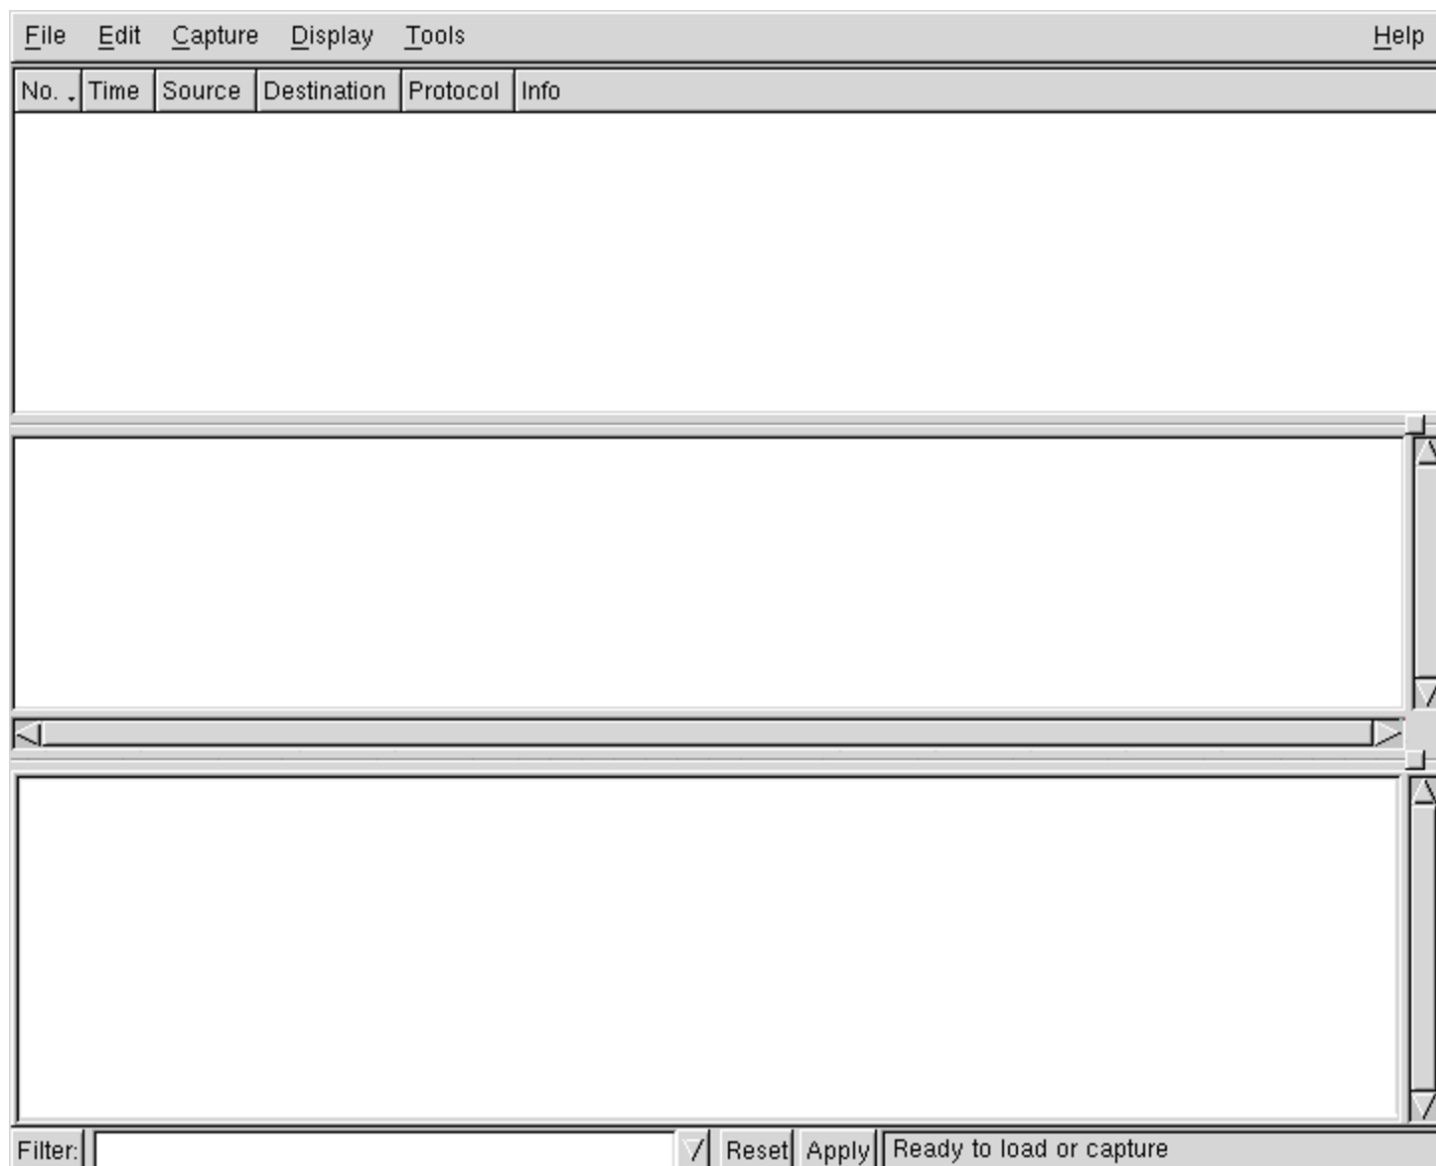 File Edit Capture Display Tools Help
No. Time Source Destination Protocol Info
Filter: Reset Apply Ready to load or capture